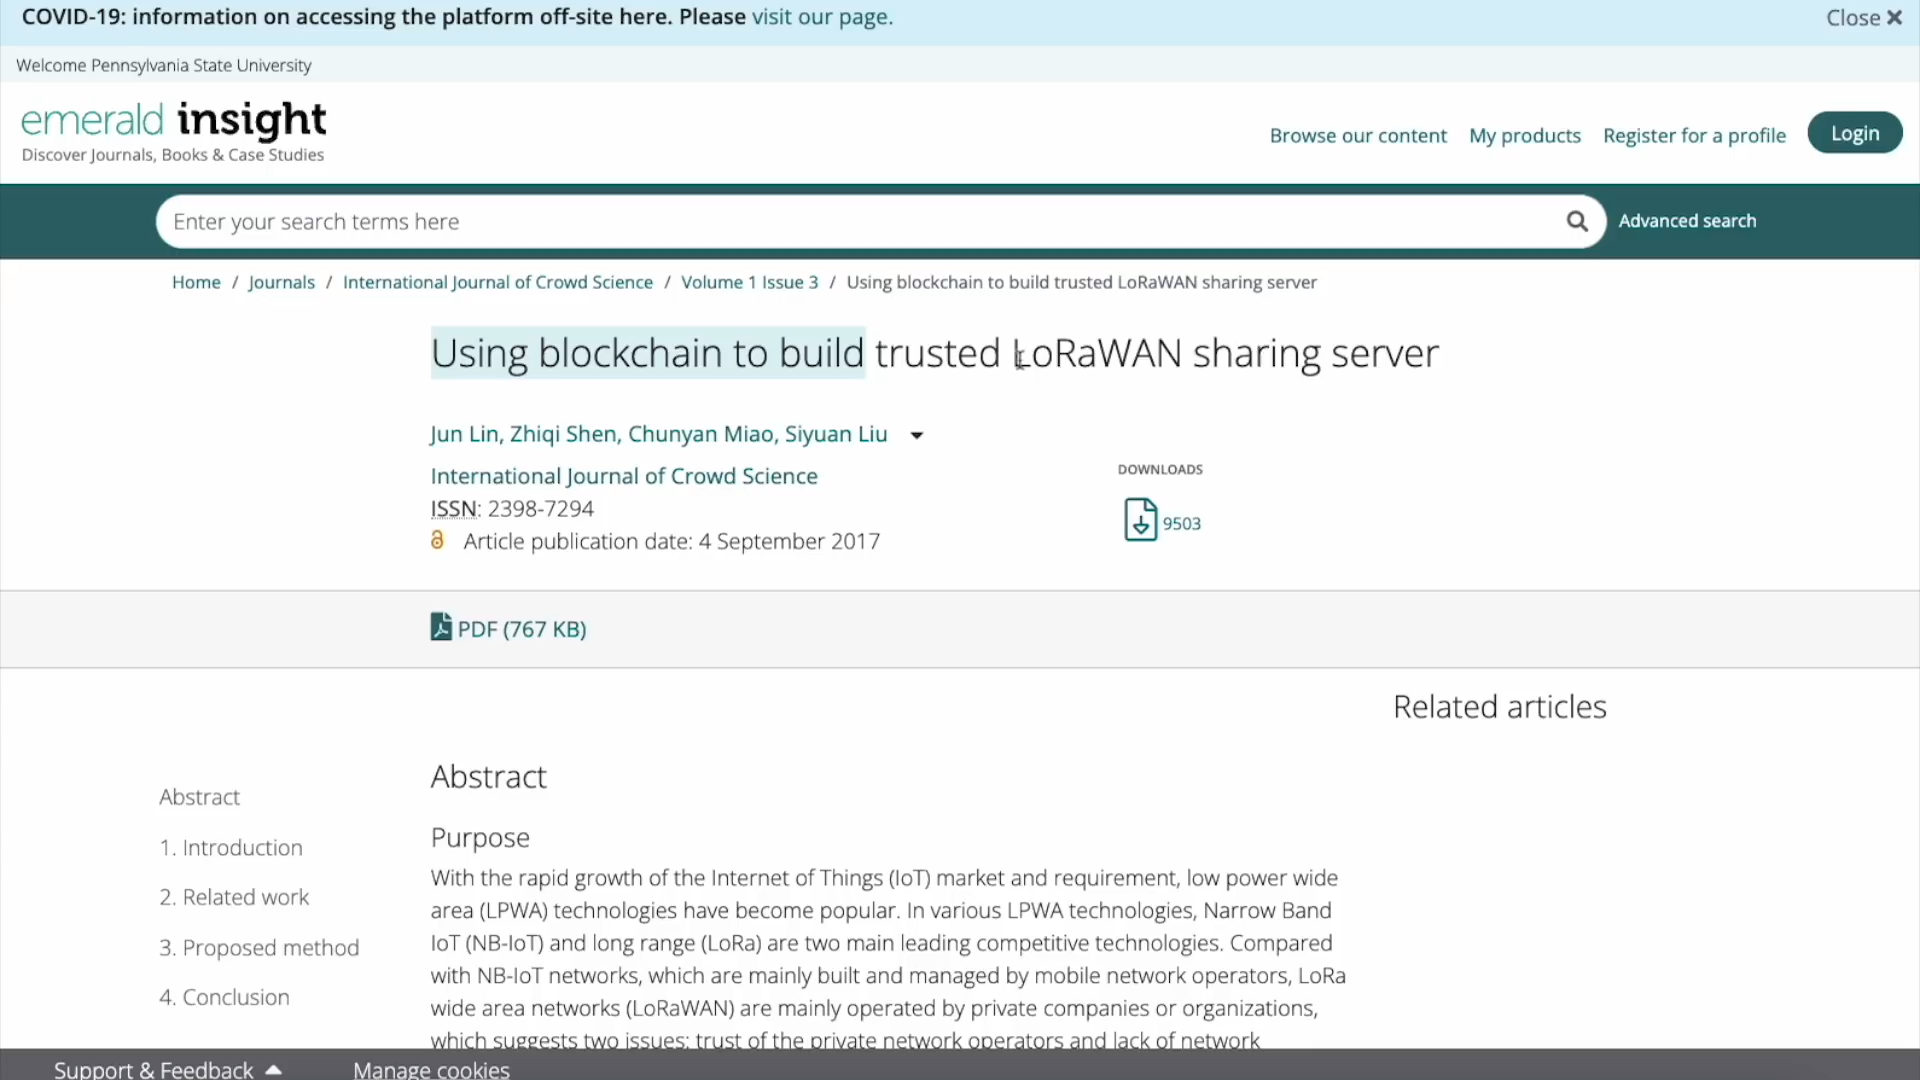 COVID-19: information on accessing the platform off-site here. Please visit our page.
Close ✕
Welcome Pennsylvania State University
emerald insight
Discover Journals, Books & Case Studies
Browse our content
My products
Register for a profile
Login
Enter your search terms here
Advanced search
Home / Journals / International Journal of Crowd Science / Volume 1 Issue 3 / Using blockchain to build trusted LoRaWAN sharing server
Using blockchain to build trusted LoRaWAN sharing server
Jun Lin, Zhiqi Shen, Chunyan Miao, Siyuan Liu
International Journal of Crowd Science
ISSN: 2398-7294
Article publication date: 4 September 2017
DOWNLOADS
9503
PDF (767 KB)
Related articles
Abstract
1. Introduction
2. Related work
3. Proposed method
4. Conclusion
Abstract
Purpose
With the rapid growth of the Internet of Things (IoT) market and requirement, low power wide
area (LPWA) technologies have become popular. In various LPWA technologies, Narrow Band
IoT (NB-IoT) and long range (LoRa) are two main leading competitive technologies. Compared
with NB-IoT networks, which are mainly built and managed by mobile network operators, LoRa
wide area networks (LoRaWAN) are mainly operated by private companies or organizations,
which suggests two issues: trust of the private network operators and lack of network
Support & Feedback
Manage cookies